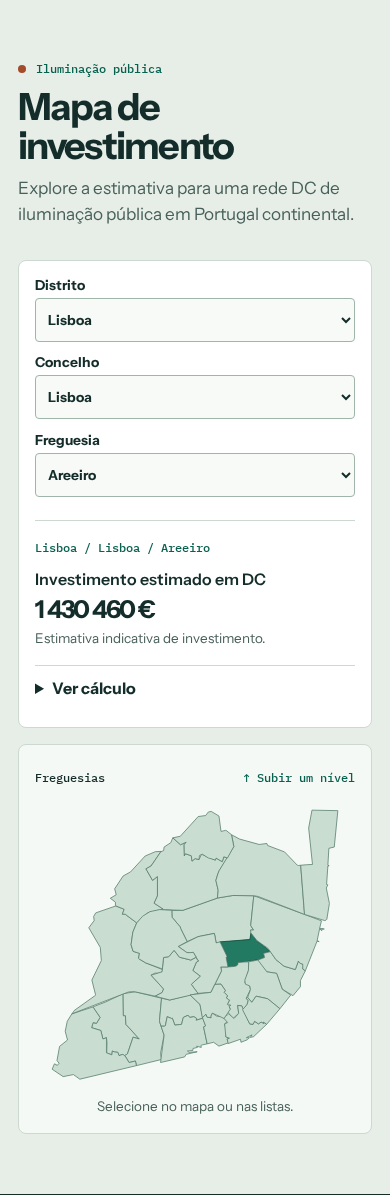 Iluminação pública
Mapa de
investimento
Explore a estimativa para uma rede DC de
iluminação pública em Portugal continental.
Distrito
Lisboa
Concelho
Lisboa
Freguesia
Areeiro
Lisboa / Lisboa / Areeiro
Investimento estimado em DC
1 430 460 €
Estimativa indicativa de investimento.
Ver cálculo
Freguesias
↑ Subir um nível
Selecione no mapa ou nas listas.